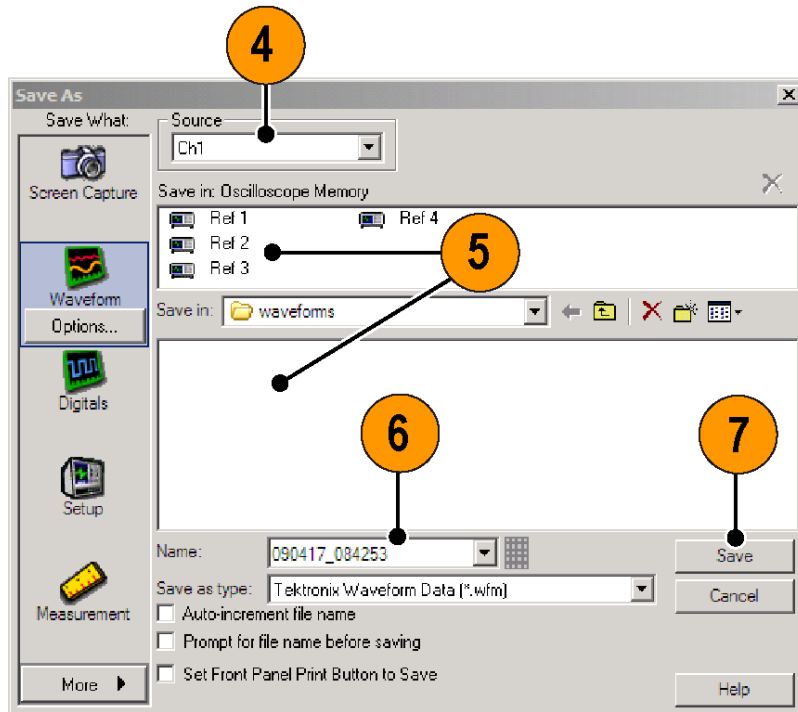 4
Save As
Save What:
Source
Ch1
Screen Capture
Save in: Oscilloscope Memory
Ref 1
Ref 4
Ref 2
Ref 3
5
Waveform
Options...
Save in:
waveforms
Digitals
6
7
Setup
Name:
090417_084253
Save
Save as type:
Tektronix Waveform Data (*.wfm)
Cancel
Measurement
Auto-increment file name
Prompt for file name before saving
Set Front Panel Print Button to Save
More
Help